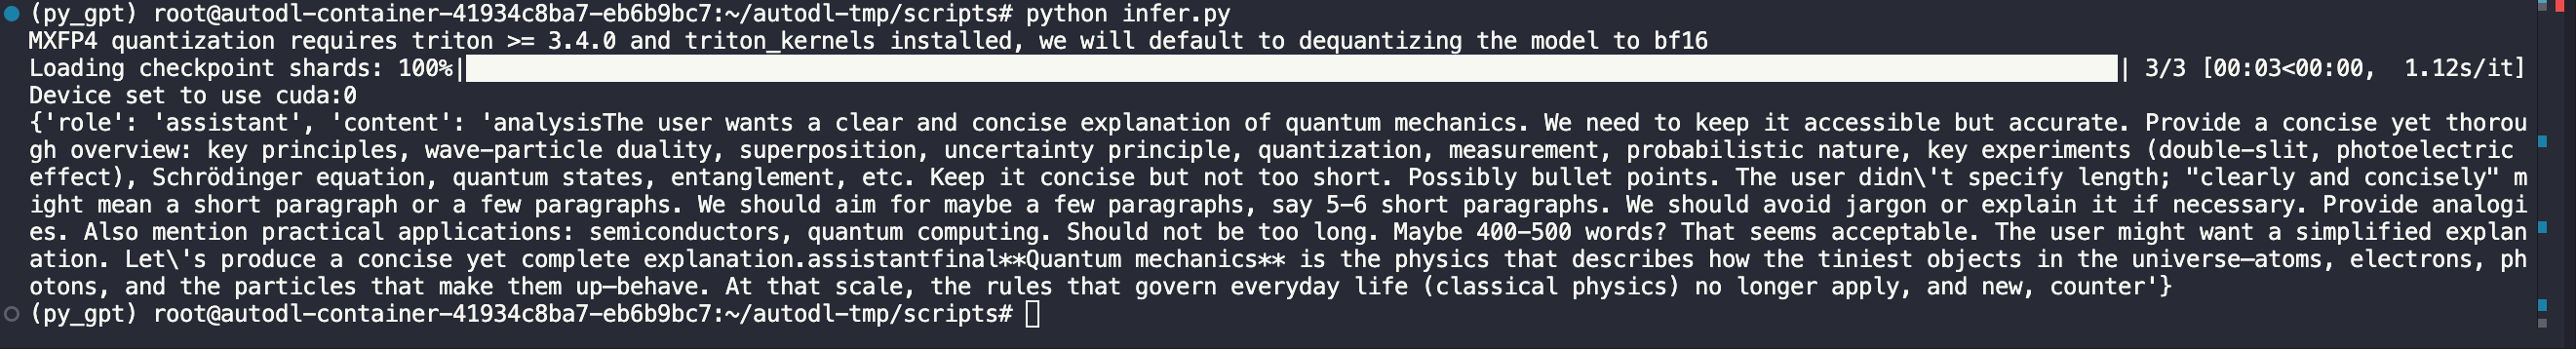 (py_gpt) root@autodl-container-41934c8ba7-eb6b9bc7:~/autodl-tmp/scripts# python infer.py
MXFP4 quantization requires triton >= 3.4.0 and triton_kernels installed, we will default to dequantizing the model to bf16
Loading checkpoint shards: 100%|██████████| 3/3 [00:03<00:00,  1.12s/it]
Device set to use cuda:0
{'role': 'assistant', 'content': 'analysisThe user wants a clear and concise explanation of quantum mechanics. We need to keep it accessible but accurate. Provide a concise yet thorou
gh overview: key principles, wave-particle duality, superposition, uncertainty principle, quantization, measurement, probabilistic nature, key experiments (double-slit, photoelectric
effect), Schrödinger equation, quantum states, entanglement, etc. Keep it concise but not too short. Possibly bullet points. The user didn\'t specify length; "clearly and concisely" m
ight mean a short paragraph or a few paragraphs. We should aim for maybe a few paragraphs, say 5-6 short paragraphs. We should avoid jargon or explain it if necessary. Provide analogi
es. Also mention practical applications: semiconductors, quantum computing. Should not be too long. Maybe 400-500 words? That seems acceptable. The user might want a simplified explan
ation. Let\'s produce a concise yet complete explanation.assistantfinal**Quantum mechanics** is the physics that describes how the tiniest objects in the universe—atoms, electrons, ph
otons, and the particles that make them up—behave. At that scale, the rules that govern everyday life (classical physics) no longer apply, and new, counter'}
(py_gpt) root@autodl-container-41934c8ba7-eb6b9bc7:~/autodl-tmp/scripts#